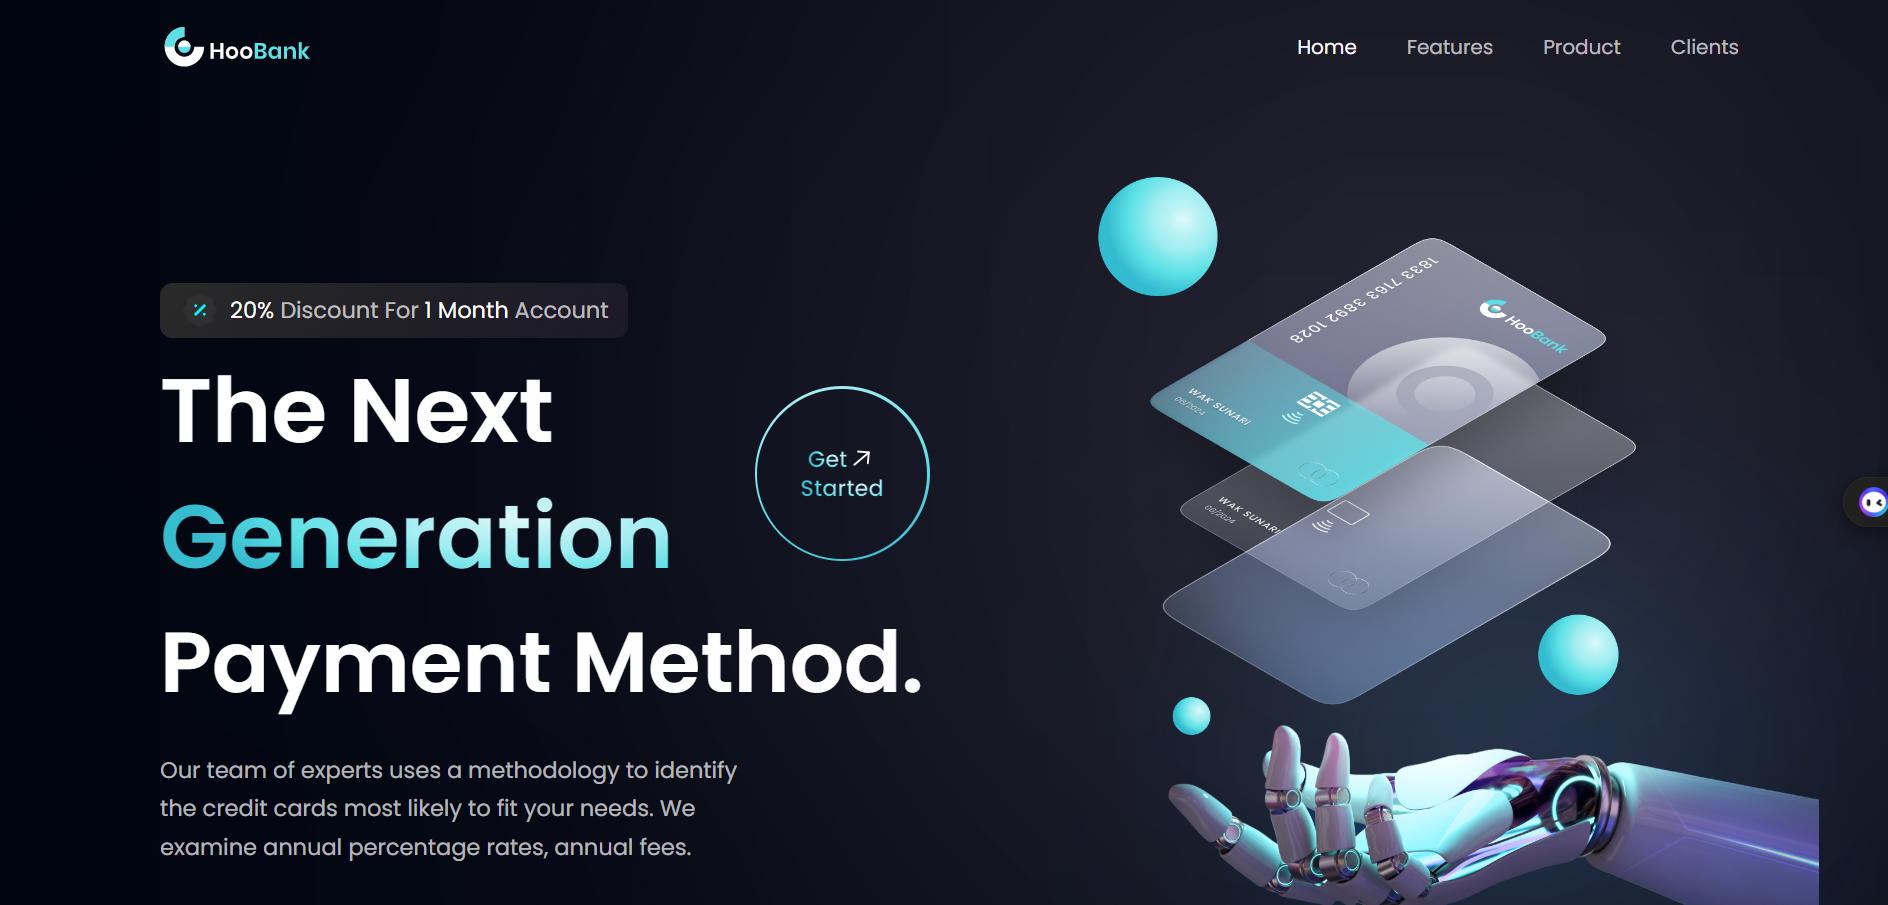 HooBank
Home Features Product Clients
20% Discount For 1 Month Account
The Next
Generation
Payment Method.
Get
Started
Our team of experts uses a methodology to identify
the credit cards most likely to fit your needs. We
examine annual percentage rates, annual fees.
1833 7163 3892 1028
HooBank
WAK SUNARI
08/2024
WAK SUNARI
08/2024